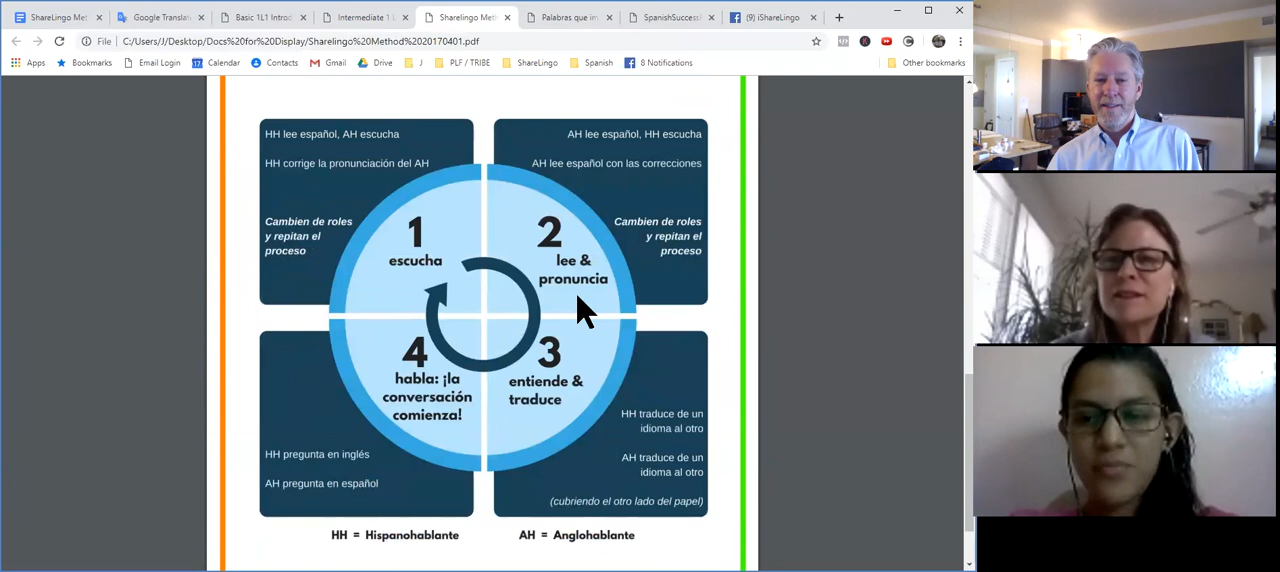 ShareLingo Met
Google Translat
Basic 1L1 Introd
Intermediate 1 L
Sharelingo Met
Palabras que im
SpanishSuccess
(9) iShareLingo
File
C:/Users/J/Desktop/Docs%20for%20Display/Sharelingo%20Method%2020170401.pdf
Apps
Bookmarks
Email Login
Calendar
Contacts
Gmail
Drive
J
PLF / TRIBE
ShareLingo
Spanish
8 Notifications
Other bookmarks
HH lee español, AH escucha
HH corrige la pronunciación del AH
Cambien de roles
y repitan el
proceso
1
escucha
AH lee español, HH escucha
AH lee español con las correcciones
Cambien de roles
y repitan el
proceso
2
lee &
pronuncia
4
habla: ¡la
conversación
comienza!
HH pregunta en inglés
AH pregunta en español
3
entiende &
traduce
HH traduce de un
idioma al otro
AH traduce de un
idioma al otro
(cubriendo el otro lado del papel)
HH = Hispanohablante
AH = Anglohablante